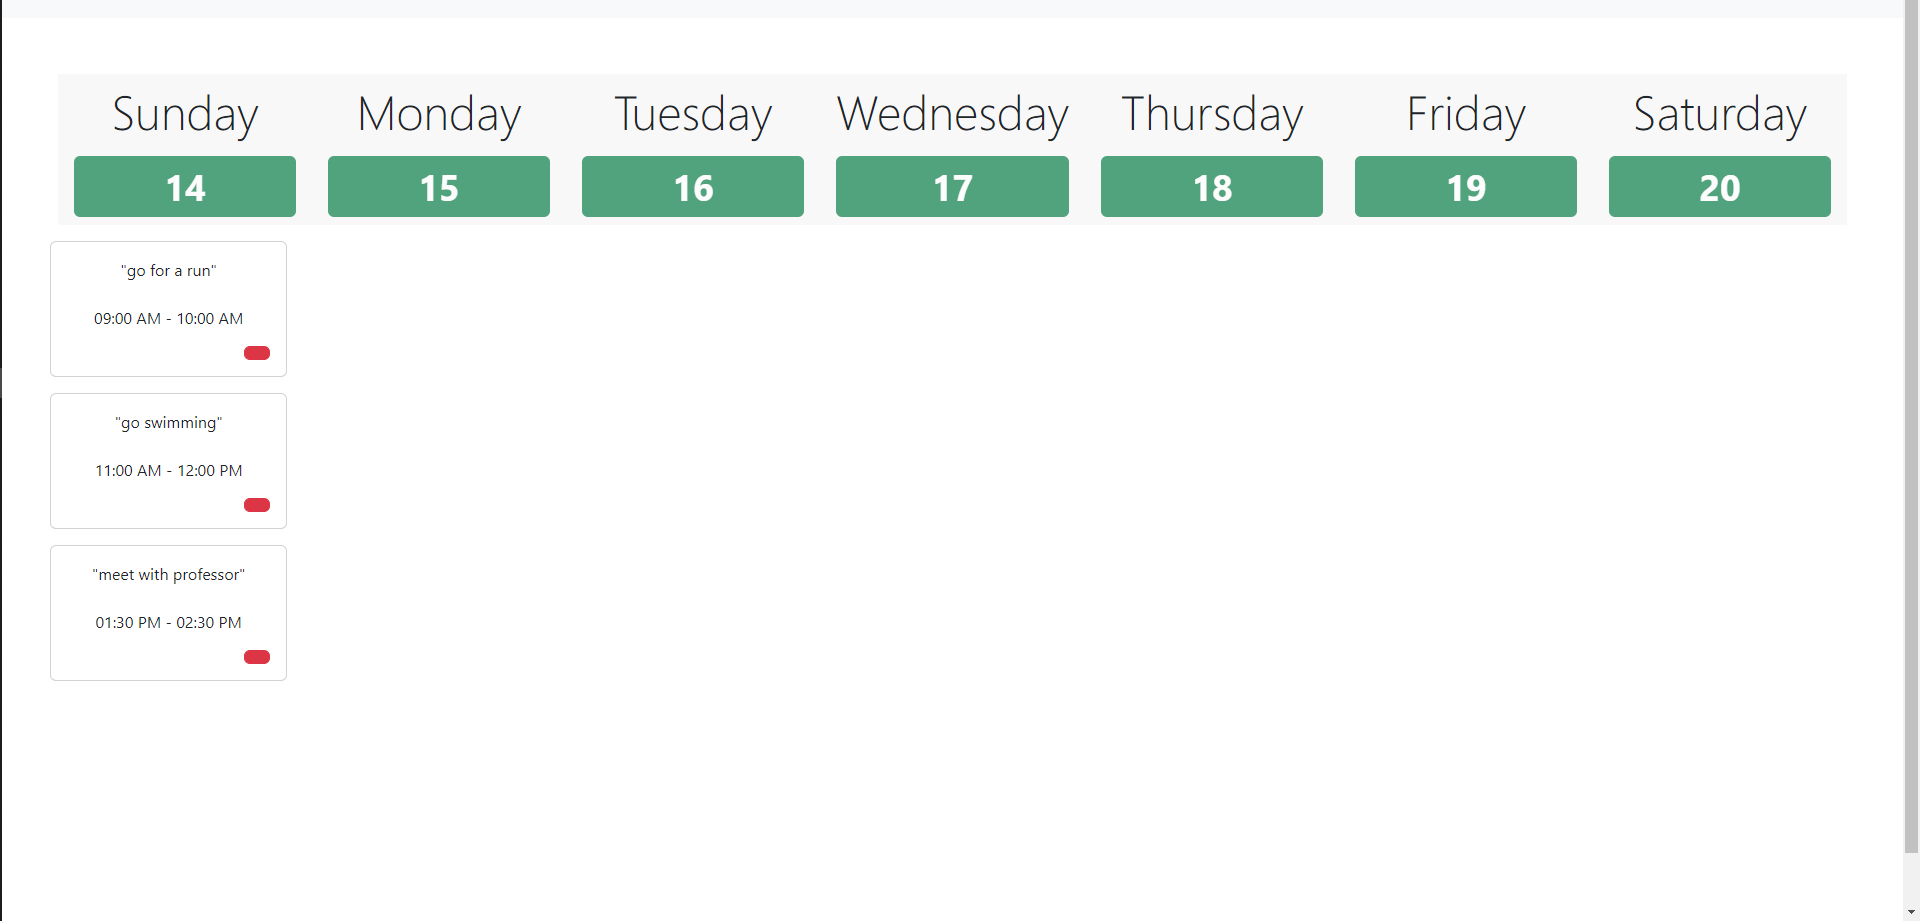 Sunday Monday Tuesday Wednesday Thursday Friday Saturday
14 15 16 17 18 19 20
"go for a run"
09:00 AM - 10:00 AM
"go swimming"
11:00 AM - 12:00 PM
"meet with professor"
01:30 PM - 02:30 PM